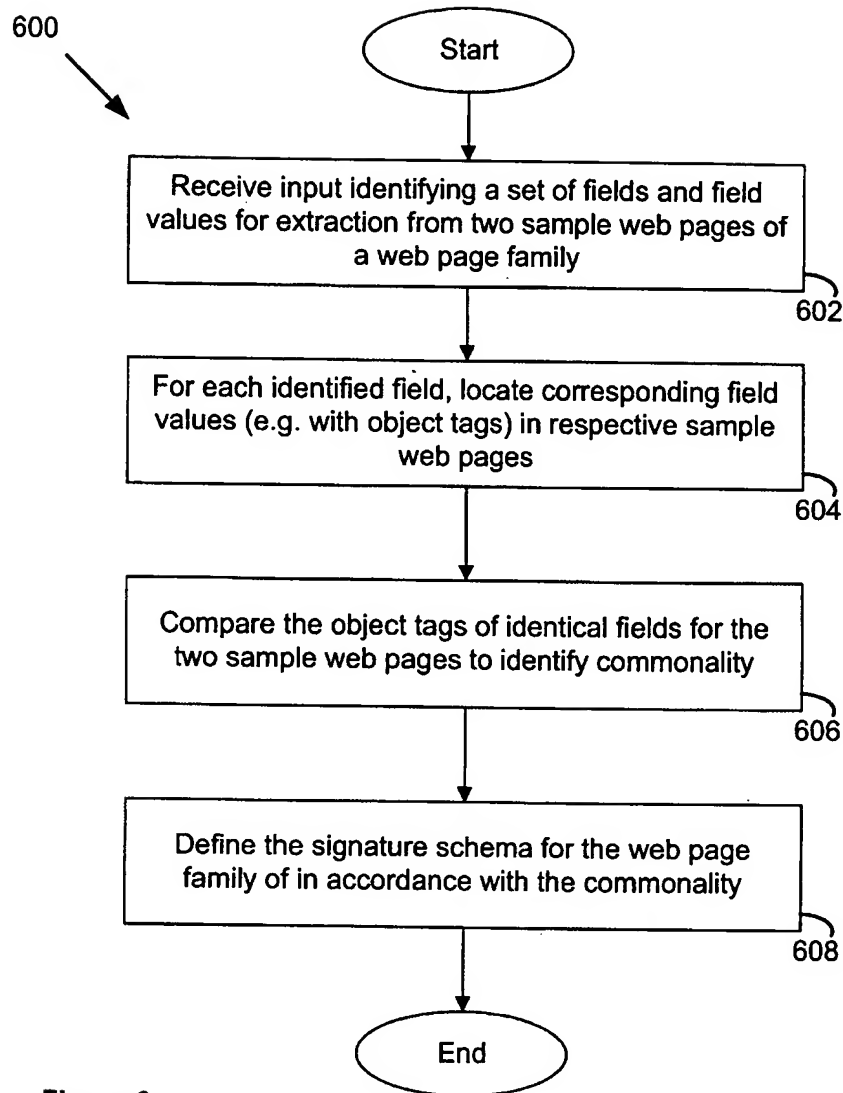 600
Start
Receive input identifying a set of fields and field
values for extraction from two sample web pages of
a web page family
602
For each identified field, locate corresponding field
values (e.g. with object tags) in respective sample
web pages
604
Compare the object tags of identical fields for the
two sample web pages to identify commonality
606
Define the signature schema for the web page
family of in accordance with the commonality
608
End